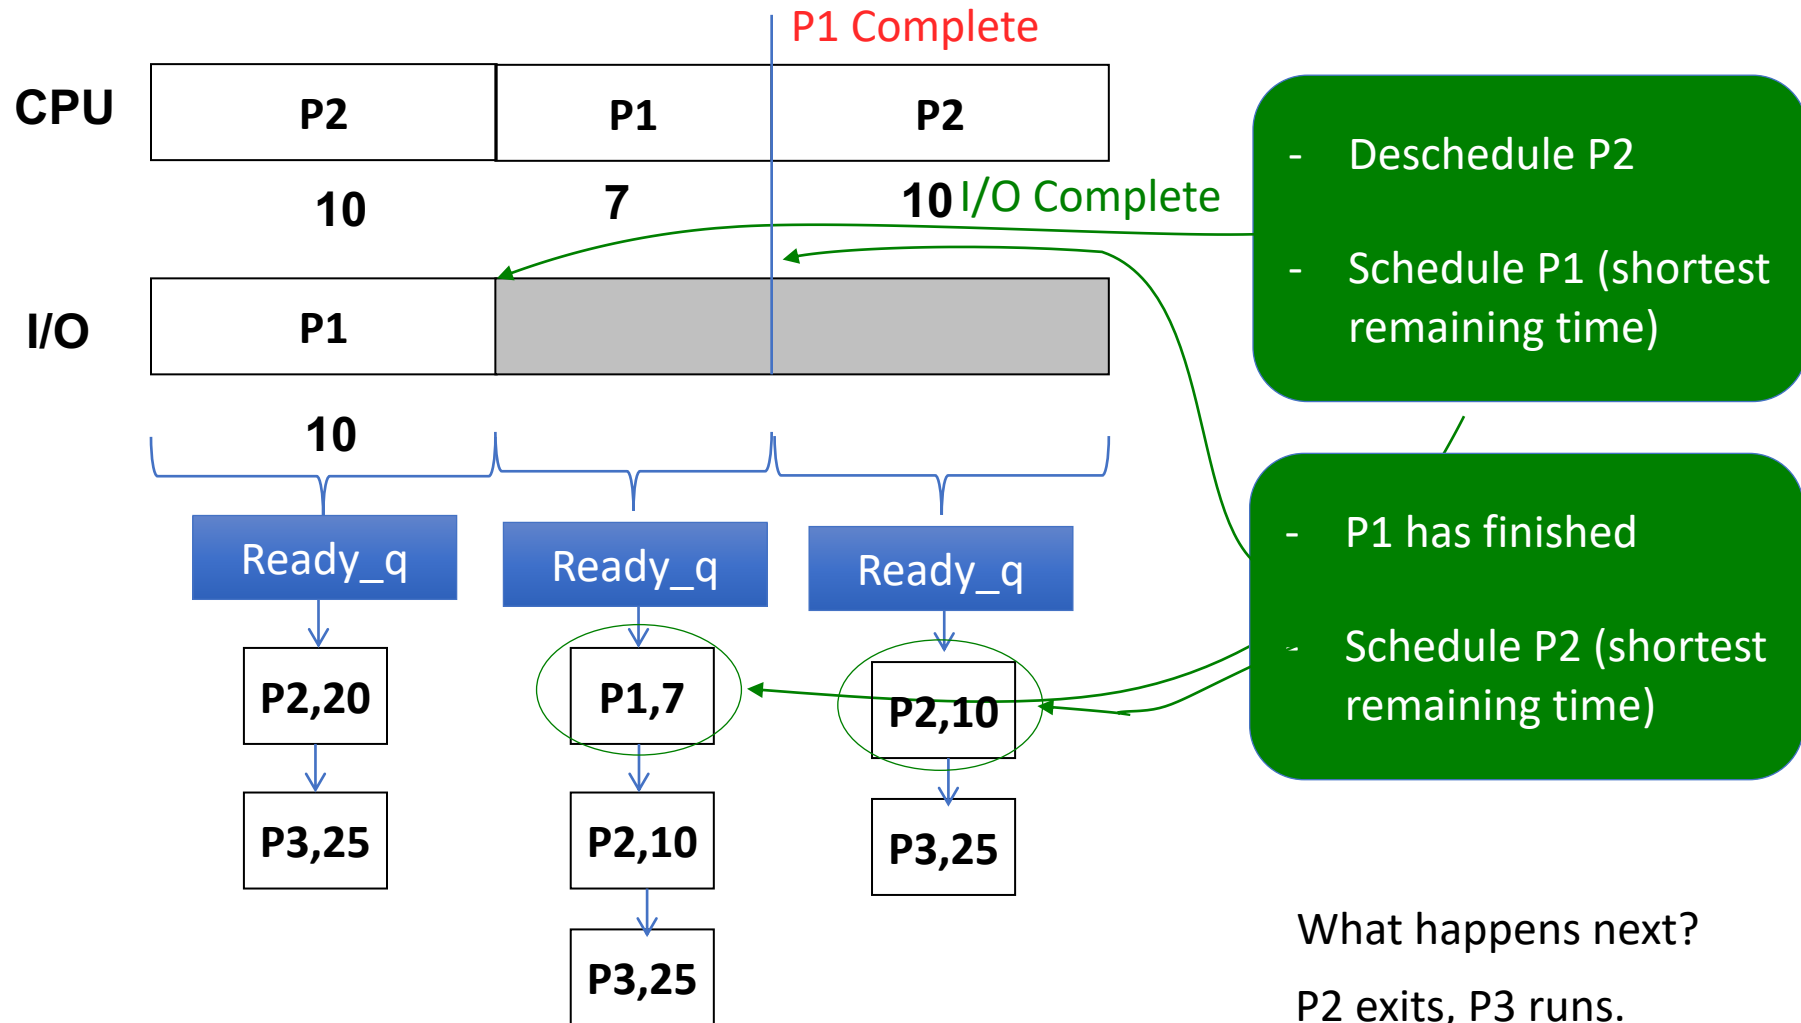 P1 Complete
CPU
P2
P1
P2
10
7
10
I/O Complete
I/O
P1
10
- Deschedule P2
- Schedule P1 (shortest
remaining time)
Ready_q
Ready_q
Ready_q
P2,20
P1,7
P2,10
P3,25
P2,10
P3,25
P3,25
- P1 has finished
- Schedule P2 (shortest
remaining time)
What happens next?
P2 exits, P3 runs.